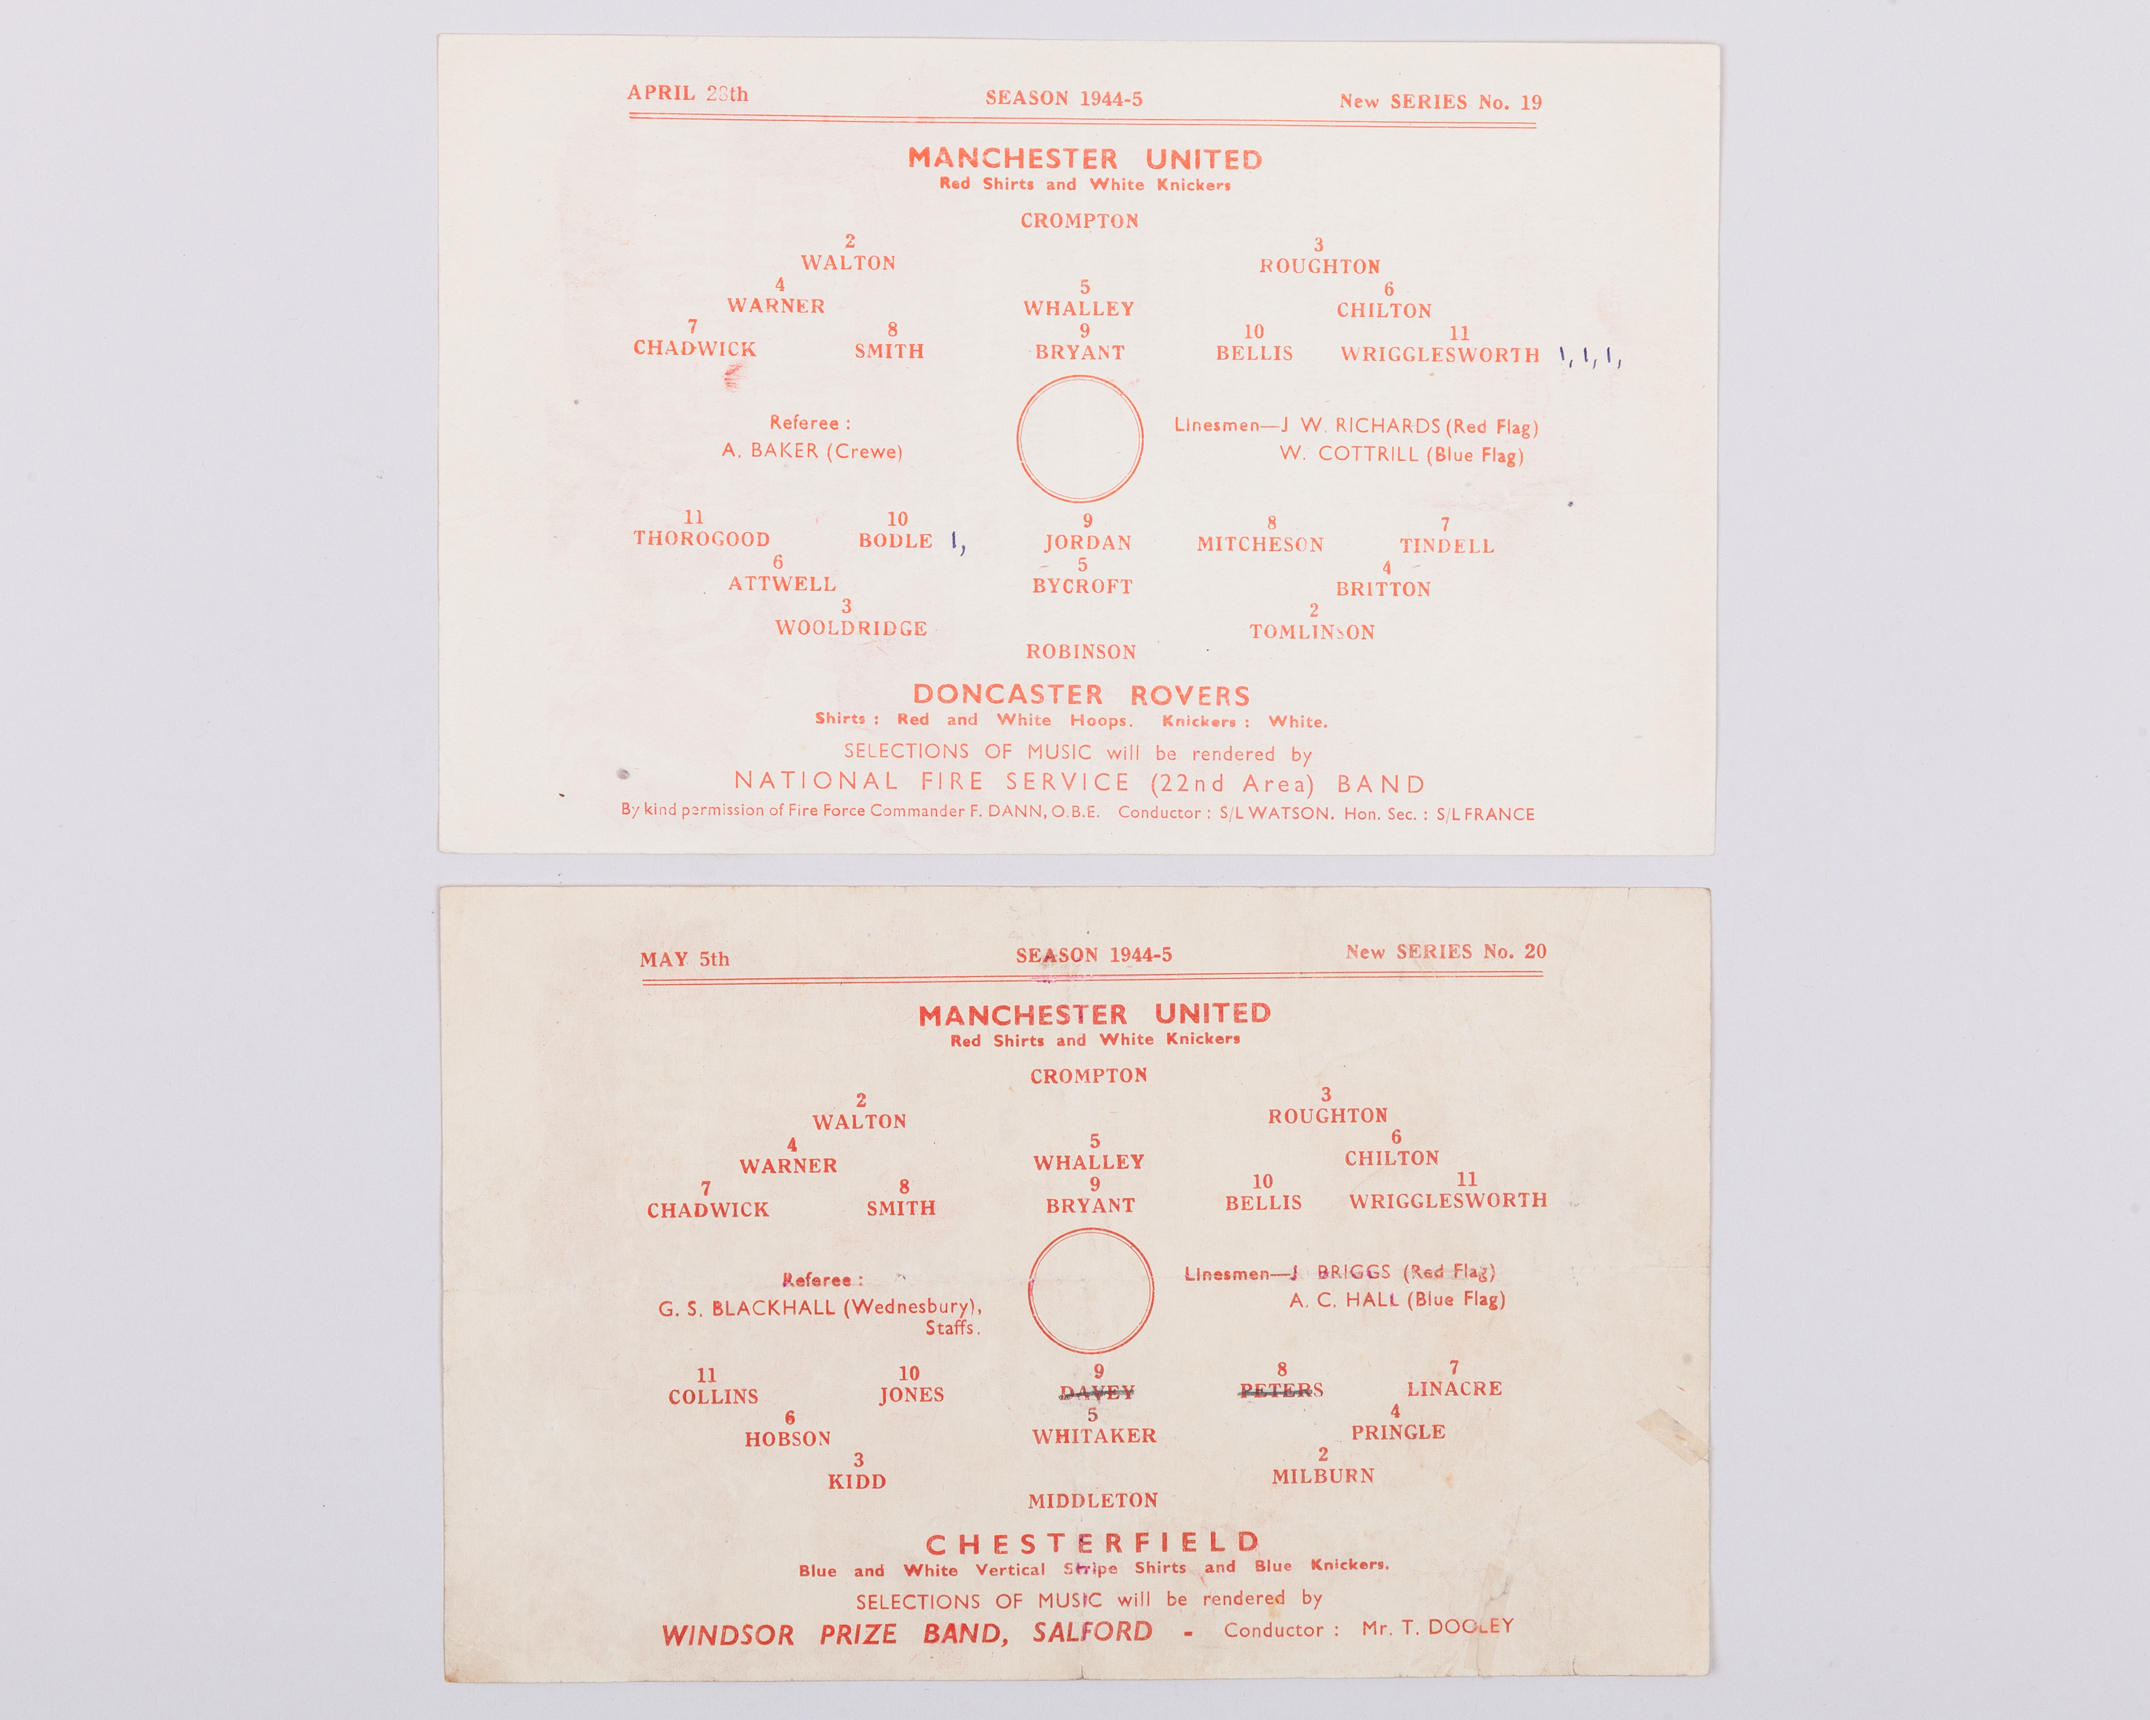 APRIL 28th SEASON 1944-5 New SERIES No. 19
MANCHESTER UNITED
Red Shirts and White Knickers
CROMPTON
2 3
WALTON ROUGHTON
4 5 6
WARNER WHALLEY CHILTON
7 8 9 10 11
CHADWICK SMITH BRYANT BELLIS WRIGGLESWORTH 1, 1, 1,
Referee : Linesmen—J W. RICHARDS (Red Flag)
A. BAKER (Crewe) W. COTTRILL (Blue Flag)
11 10 9 8 7
THOROGOOD BODLE 1, JORDAN MITCHESON TINDELL
6 5 4
ATTWELL BYCROFT BRITTON
3 2
WOOLDRIDGE TOMLINSON
ROBINSON
DONCASTER ROVERS
Shirts : Red and White Hoops. Knickers : White.
SELECTIONS OF MUSIC will be rendered by
NATIONAL FIRE SERVICE (22nd Area) BAND
By kind permission of Fire Force Commander F. DANN, O.B.E. Conductor : S/L WATSON. Hon. Sec. : S/L FRANCE
MAY 5th SEASON 1944-5 New SERIES No. 20
MANCHESTER UNITED
Red Shirts and White Knickers
CROMPTON
2 3
WALTON ROUGHTON
4 5 6
WARNER WHALLEY CHILTON
7 8 9 10 11
CHADWICK SMITH BRYANT BELLIS WRIGGLESWORTH
Referee : Linesmen—J BRIGGS (Red Flag)
G. S. BLACKHALL (Wednesbury), A. C. HALL (Blue Flag)
Staffs.
11 10 9 8 7
COLLINS JONES DAVEY PETERS LINACRE
6 5 4
HOBSON WHITAKER PRINGLE
3 2
KIDD MILBURN
MIDDLETON
CHESTERFIELD
Blue and White Vertical Stripe Shirts and Blue Knickers.
SELECTIONS OF MUSIC will be rendered by
WINDSOR PRIZE BAND, SALFORD - Conductor : Mr. T. DOOLEY